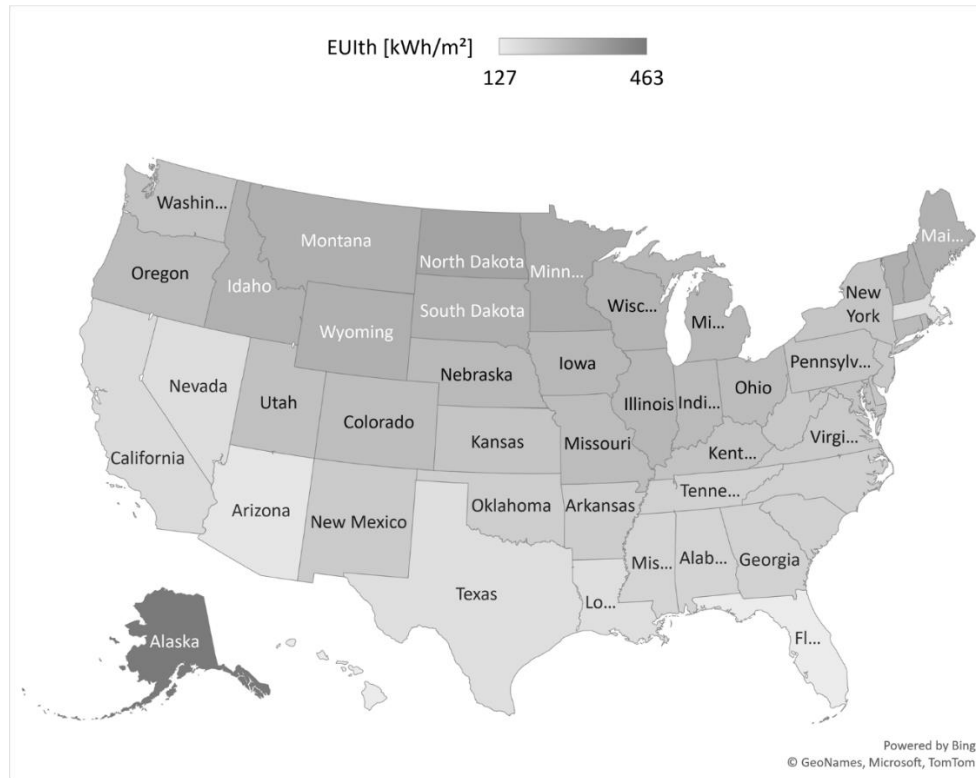 EUIth [kWh/m²]
127 463
Washin ...
Montana
North Dakota
Minn ...
Mai ...
Oregon
Idaho
South Dakota
Wisc ...
Mi ...
New
York
Wyoming
Nebraska
Iowa
Pennsylv ...
Nevada
Utah
Colorado
Illinois
Indi ...
Ohio
Kansas
Missouri
Kent ...
Virgi ...
California
Arizona
New Mexico
Oklahoma
Arkansas
Tenne ...
Texas
Lo ...
Mis ...
Alab ...
Georgia
Fl ...
Alaska
Powered by Bing
© GeoNames, Microsoft, TomTom